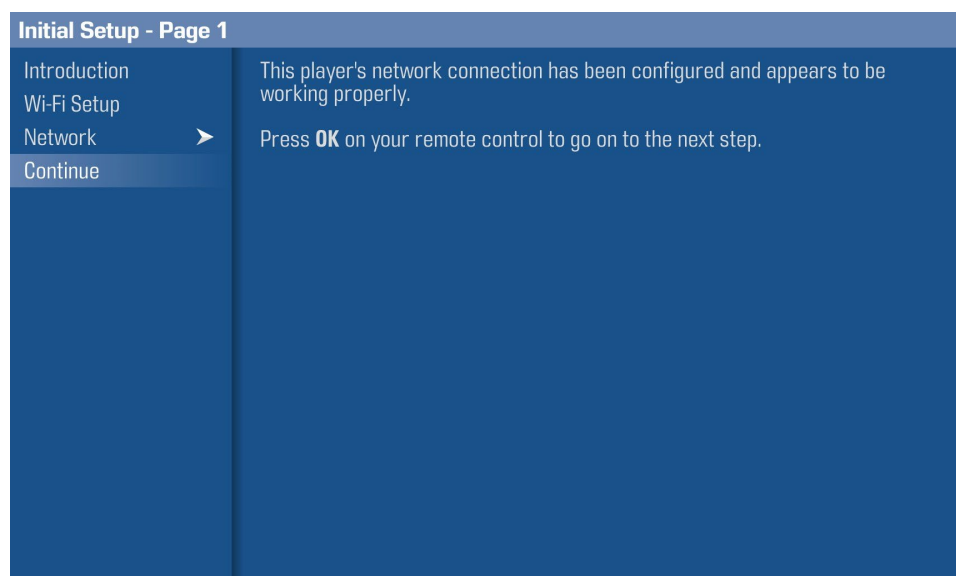 Initial Setup - Page 1
Introduction
Wi-Fi Setup
Network
Continue
This player's network connection has been configured and appears to be
working properly.
Press OK on your remote control to go on to the next step.